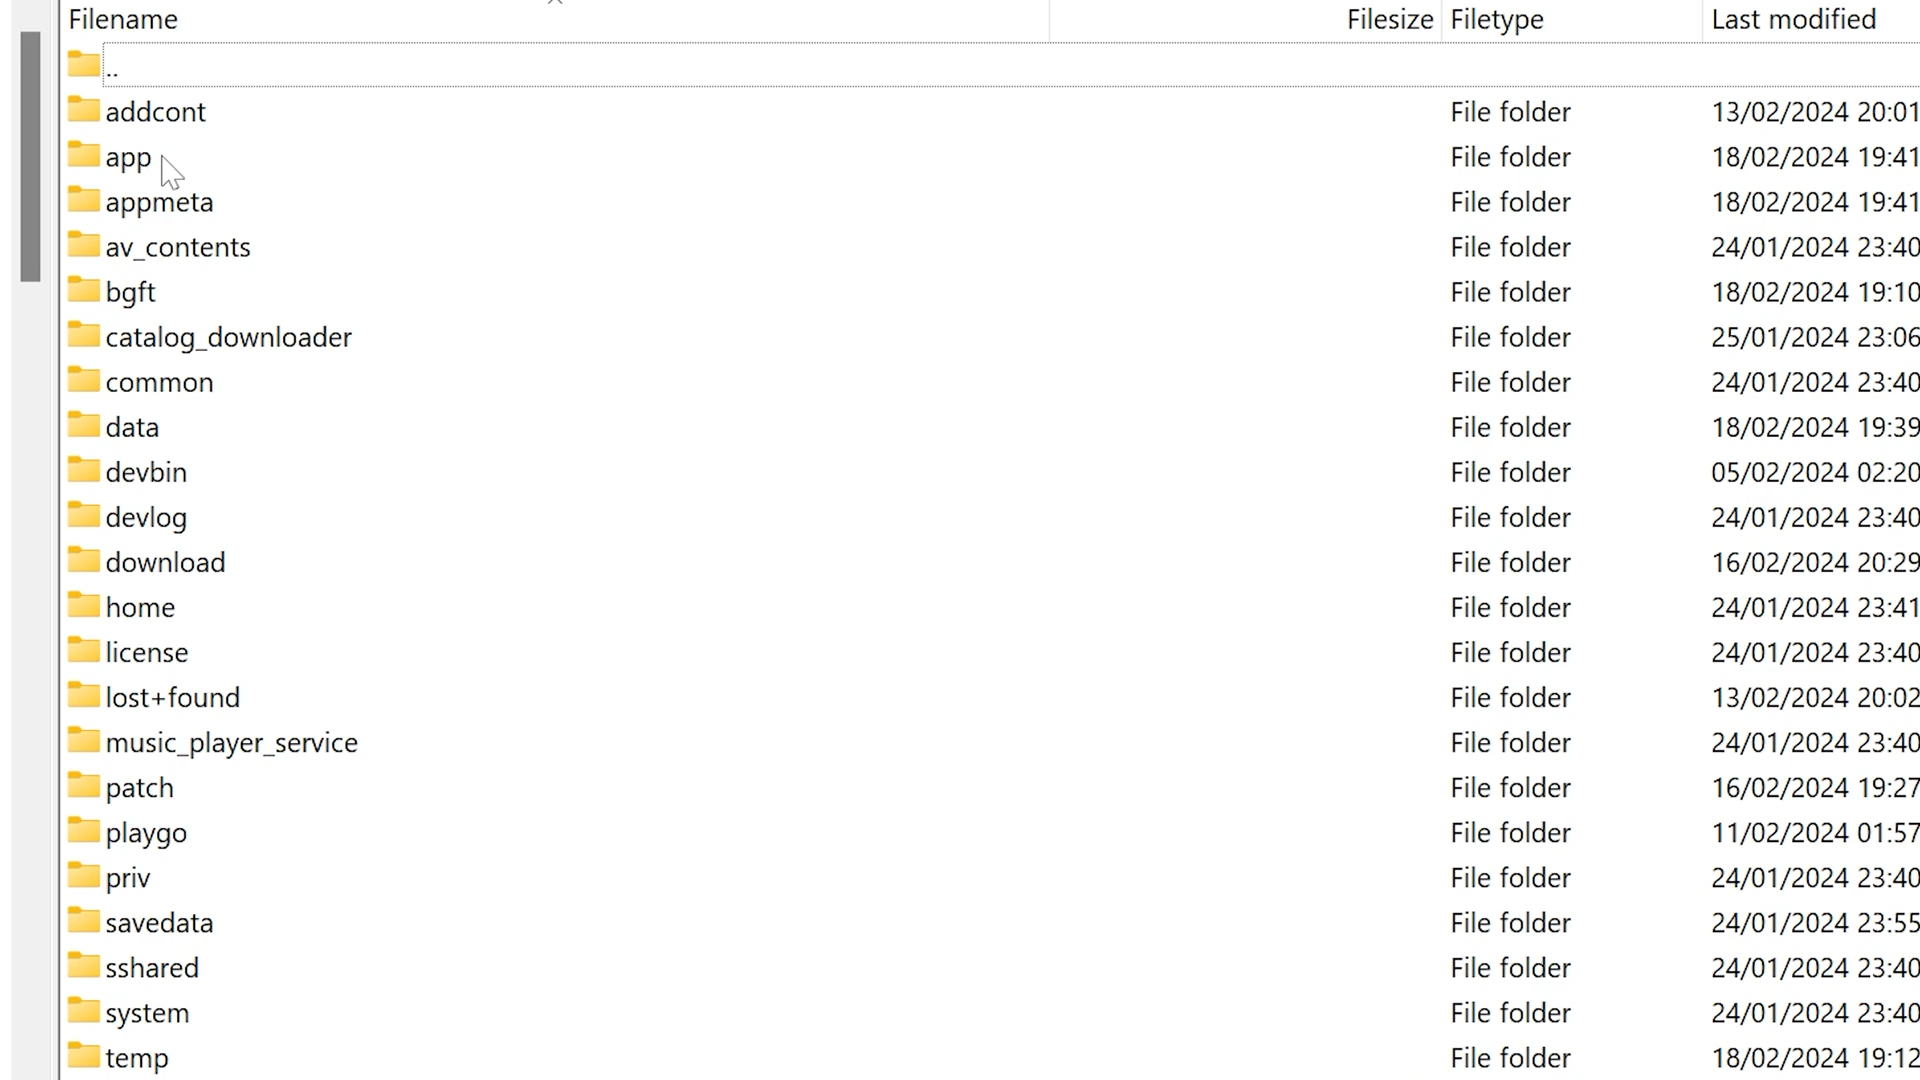 Filename Filesize Filetype Last modified
..
addcont File folder 13/02/2024 20:01
app File folder 18/02/2024 19:41
appmeta File folder 18/02/2024 19:41
av_contents File folder 24/01/2024 23:40
bgft File folder 18/02/2024 19:10
catalog_downloader File folder 25/01/2024 23:06
common File folder 24/01/2024 23:40
data File folder 18/02/2024 19:39
devbin File folder 05/02/2024 02:20
devlog File folder 24/01/2024 23:40
download File folder 16/02/2024 20:29
home File folder 24/01/2024 23:41
license File folder 24/01/2024 23:40
lost+found File folder 13/02/2024 20:02
music_player_service File folder 24/01/2024 23:40
patch File folder 16/02/2024 19:27
playgo File folder 11/02/2024 01:57
priv File folder 24/01/2024 23:40
savedata File folder 24/01/2024 23:55
sshared File folder 24/01/2024 23:40
system File folder 24/01/2024 23:40
temp File folder 18/02/2024 19:12